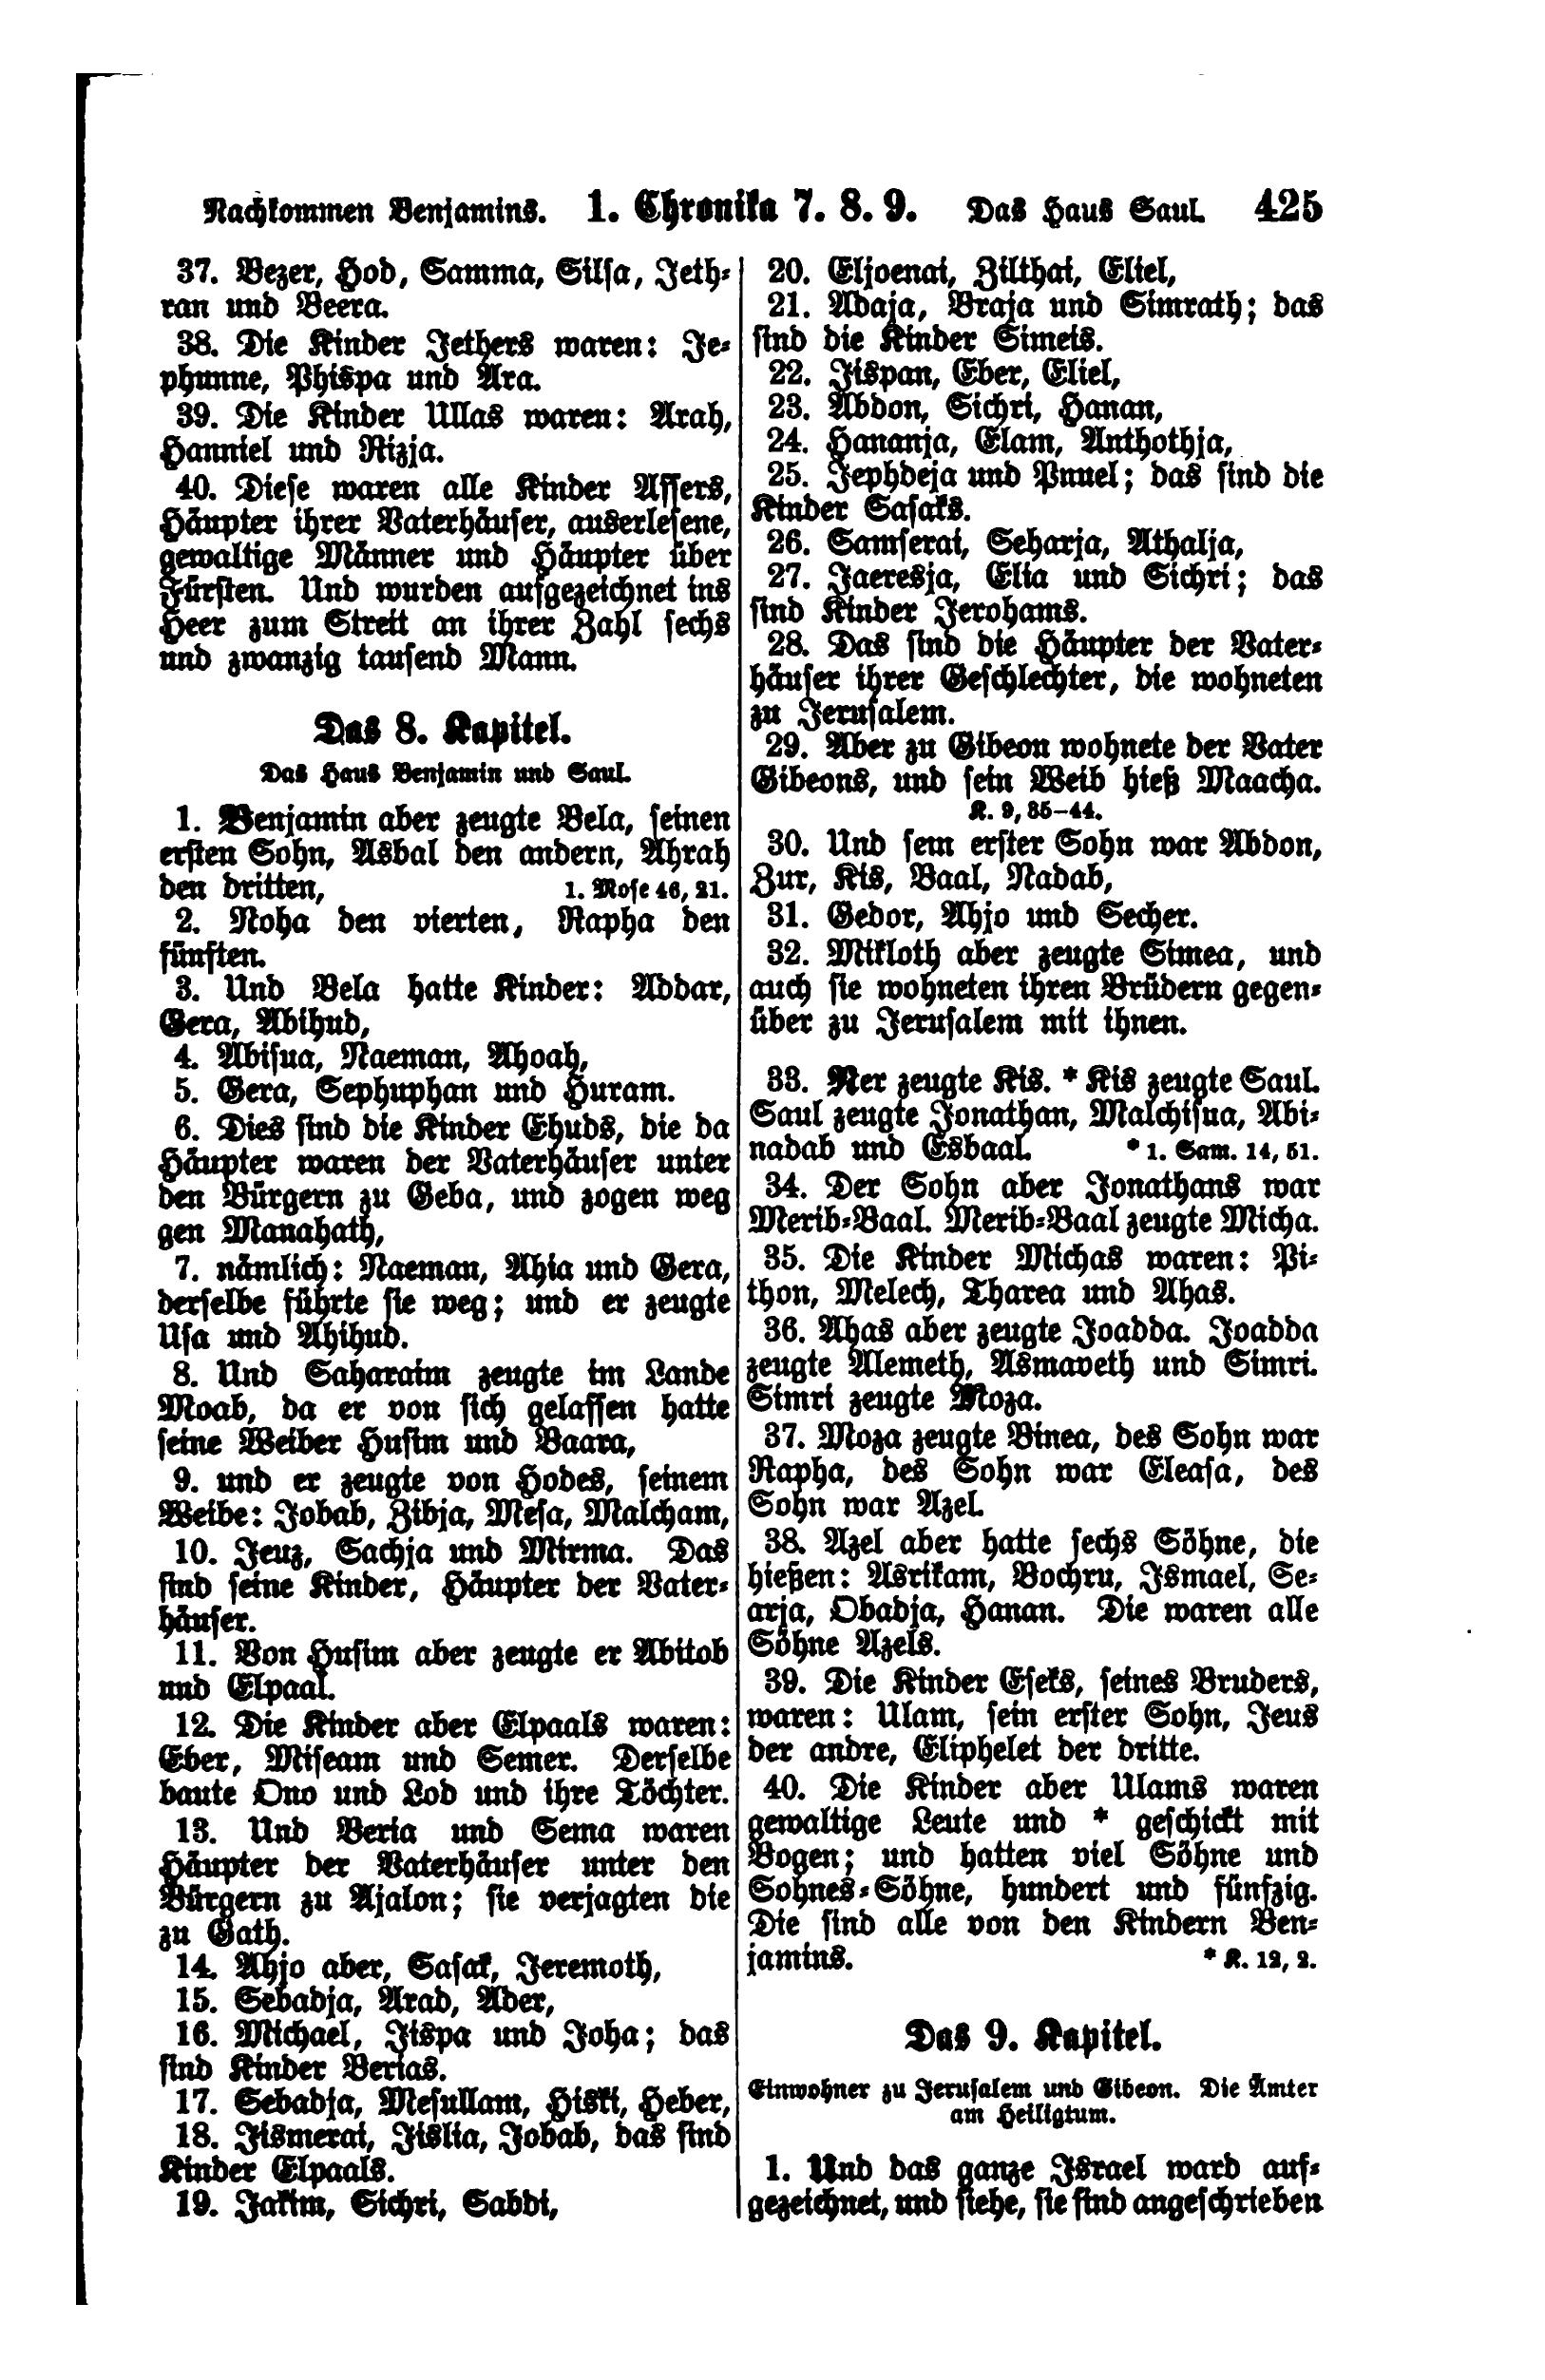 Nachkommen Benjamins. 1. Chronika 7. 8. 9. Das Haus Saul. 425
37. Bezer, Hod, Samma, Silsa, Jeth-
ran und Beera.
38. Die Kinder Jethers waren: Je-
phunne, Phispa und Ara.
39. Die Kinder Ullas waren: Arah,
Hanniel und Rizja.
40. Diese waren alle Kinder Assers,
Häupter ihrer Vaterhäuser, auserlesene,
gewaltige Männer und Häupter über
Fürsten. Und wurden aufgezeichnet ins
Heer zum Streit an ihrer Zahl sechs
und zwanzig tausend Mann.
Das 8. Kapitel.
Das Haus Benjamin und Saul.
1. Benjamin aber zeugte Bela, seinen
ersten Sohn, Asbal den andern, Ahrah
den dritten, 1. Mose 46, 21.
2. Noha den vierten, Rapha den
fünften.
3. Und Bela hatte Kinder: Addar,
Gera, Abihud,
4. Abisua, Naeman, Ahoah,
5. Gera, Sephuphan und Huram.
6. Dies sind die Kinder Ehuds, die da
Häupter waren der Vaterhäuser unter
den Bürgern zu Geba, und zogen weg
gen Manahath,
7. nämlich: Naeman, Ahia und Gera,
derselbe führte sie weg; und er zeugte
Usa und Ahihud.
8. Und Saharaim zeugte im Lande
Moab, da er von sich gelassen hatte
seine Weiber Husim und Baara,
9. und er zeugte von Hodes, seinem
Weibe: Jobab, Zibja, Mesa, Malcham,
10. Jeuz, Sachja und Mirma. Das
sind seine Kinder, Häupter der Vater-
häuser.
11. Von Husim aber zeugte er Abitob
und Elpaal.
12. Die Kinder aber Elpaals waren:
Eber, Miseam und Semer. Derselbe
baute Ono und Lod und ihre Töchter.
13. Und Beria und Sema waren
Häupter der Vaterhäuser unter den
Bürgern zu Ajalon; sie verjagten die
zu Gath.
14. Ahjo aber, Sasak, Jeremoth,
15. Sebadja, Arad, Ader,
16. Michael, Jispa und Joha; das
sind Kinder Berias.
17. Sebadja, Mesullam, Hiski, Heber,
18. Jismerai, Jislia, Jobab, das sind
Kinder Elpaals.
19. Jakim, Sichri, Sabdi,
20. Eljoenai, Zilthai, Eliel,
21. Adaja, Braja und Simrath; das
sind die Kinder Simeis.
22. Jispan, Eber, Eliel,
23. Abdon, Sichri, Hanan,
24. Hananja, Elam, Anthothja,
25. Jephdeja und Pnuel; das sind die
Kinder Sasaks.
26. Samserai, Seharja, Athalja,
27. Jaeresja, Elia und Sichri; das
sind Kinder Jerohams.
28. Das sind die Häupter der Vater-
häuser ihrer Geschlechter, die wohneten
zu Jerusalem.
29. Aber zu Gibeon wohnete der Vater
Gibeons, und sein Weib hieß Maacha.
K. 9, 35–44.
30. Und sein erster Sohn war Abdon,
Zur, Kis, Baal, Nadab,
31. Gedor, Ahjo und Secher.
32. Mikloth aber zeugte Simea, und
auch sie wohneten ihren Brüdern gegen-
über zu Jerusalem mit ihnen.
33. Ner zeugte Kis. * Kis zeugte Saul.
Saul zeugte Jonathan, Malchisua, Abi-
nadab und Esbaal. * 1. Sam. 14, 51.
34. Der Sohn aber Jonathans war
Merib-Baal. Merib-Baal zeugte Micha.
35. Die Kinder Michas waren: Pi-
thon, Melech, Tharea und Ahas.
36. Ahas aber zeugte Joadda. Joadda
zeugte Alemeth, Asmaveth und Simri.
Simri zeugte Moza.
37. Moza zeugte Binea, des Sohn war
Rapha, des Sohn war Eleasa, des
Sohn war Azel.
38. Azel aber hatte sechs Söhne, die
hießen: Asrikam, Bochru, Ismael, Se-
arja, Obadja, Hanan. Die waren alle
Söhne Azels.
39. Die Kinder Eseks, seines Bruders,
waren: Ulam, sein erster Sohn, Jeus
der andre, Eliphelet der dritte.
40. Die Kinder aber Ulams waren
gewaltige Leute und * geschickt mit
Bogen; und hatten viel Söhne und
Sohnes-Söhne, hundert und fünfzig.
Die sind alle von den Kindern Ben-
jamins. * K. 12, 2.
Das 9. Kapitel.
Einwohner zu Jerusalem und Gibeon. Die Ämter
am Heiligtum.
1. Und das ganze Israel ward auf-
gezeichnet, und siehe, sie sind angeschrieben